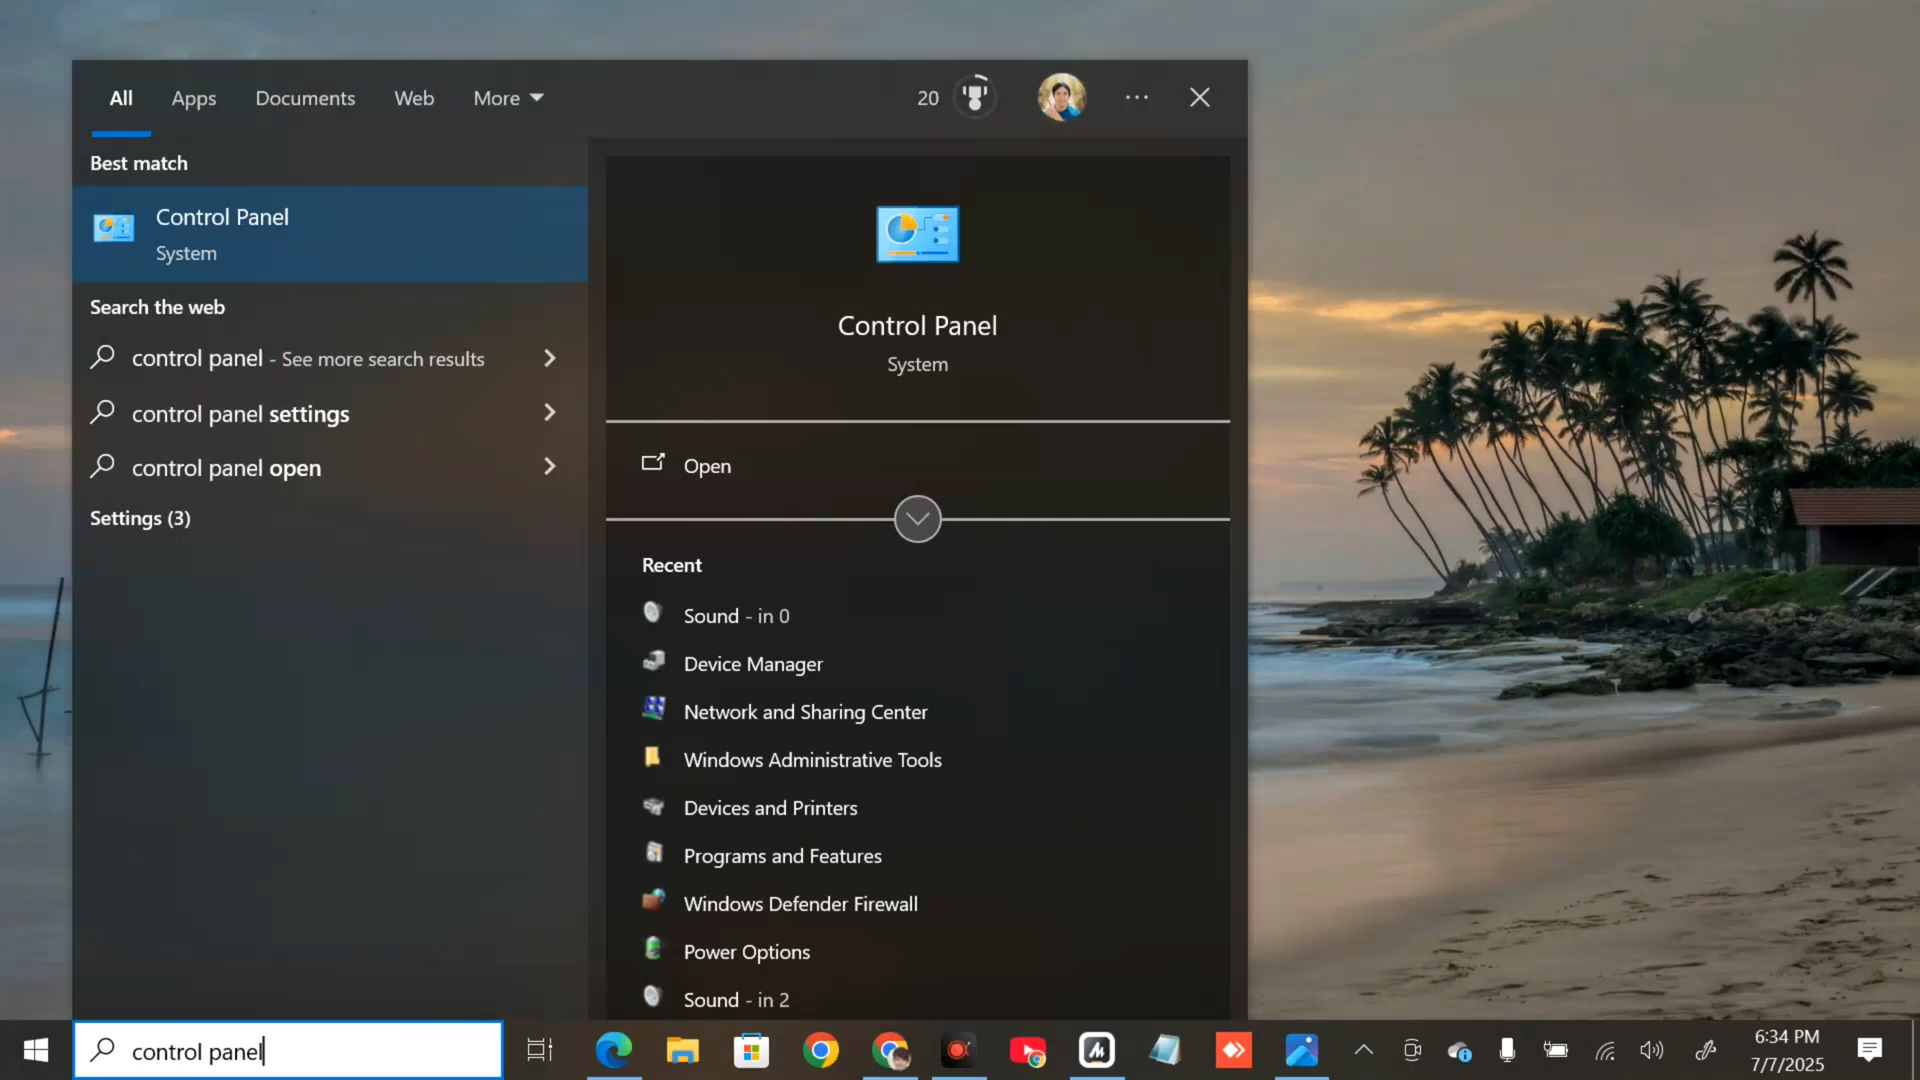 All Apps Documents Web More 20
Best match
Control Panel
System
Search the web
control panel - See more search results
control panel settings
control panel open
Settings (3)
Control Panel
System
Open
Recent
Sound - in 0
Device Manager
Network and Sharing Center
Windows Administrative Tools
Devices and Printers
Programs and Features
Windows Defender Firewall
Power Options
Sound - in 2
control panel
6:34 PM
7/7/2025